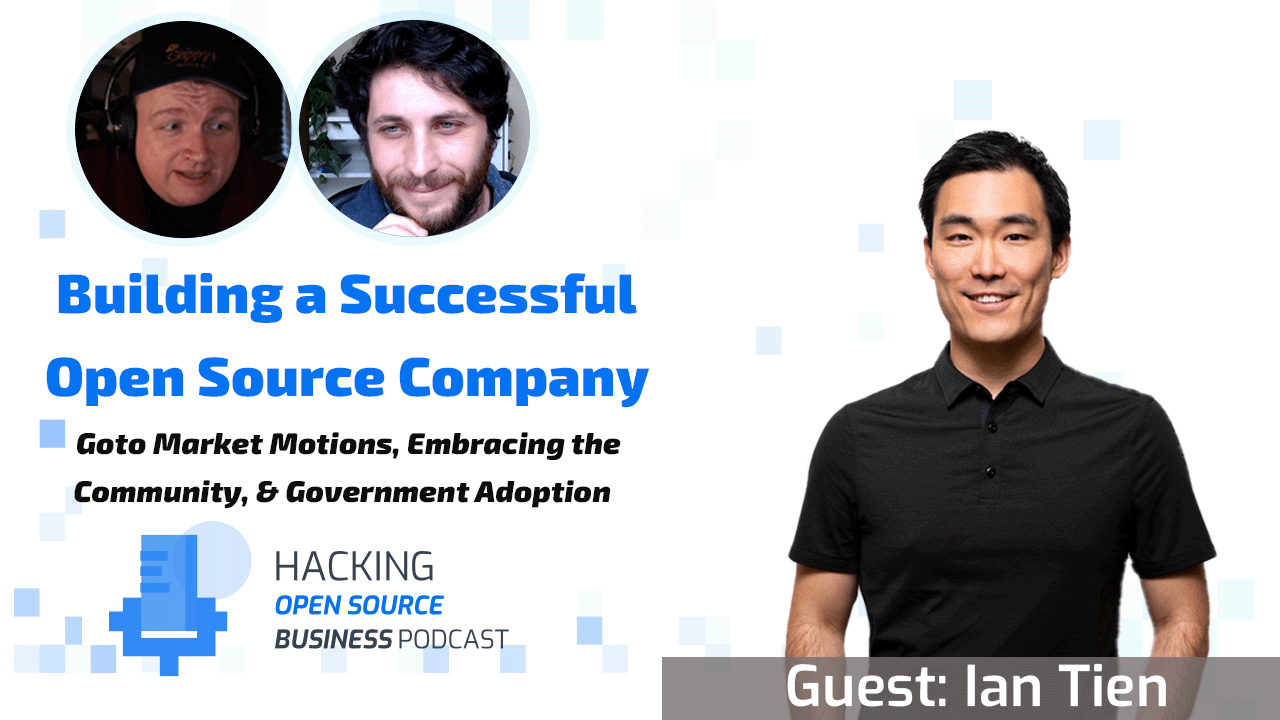 Building a Successful
Open Source Company
Goto Market Motions, Embracing the
Community, & Government Adoption
HACKING
OPEN SOURCE
BUSINESS PODCAST
Guest: Ian Tien